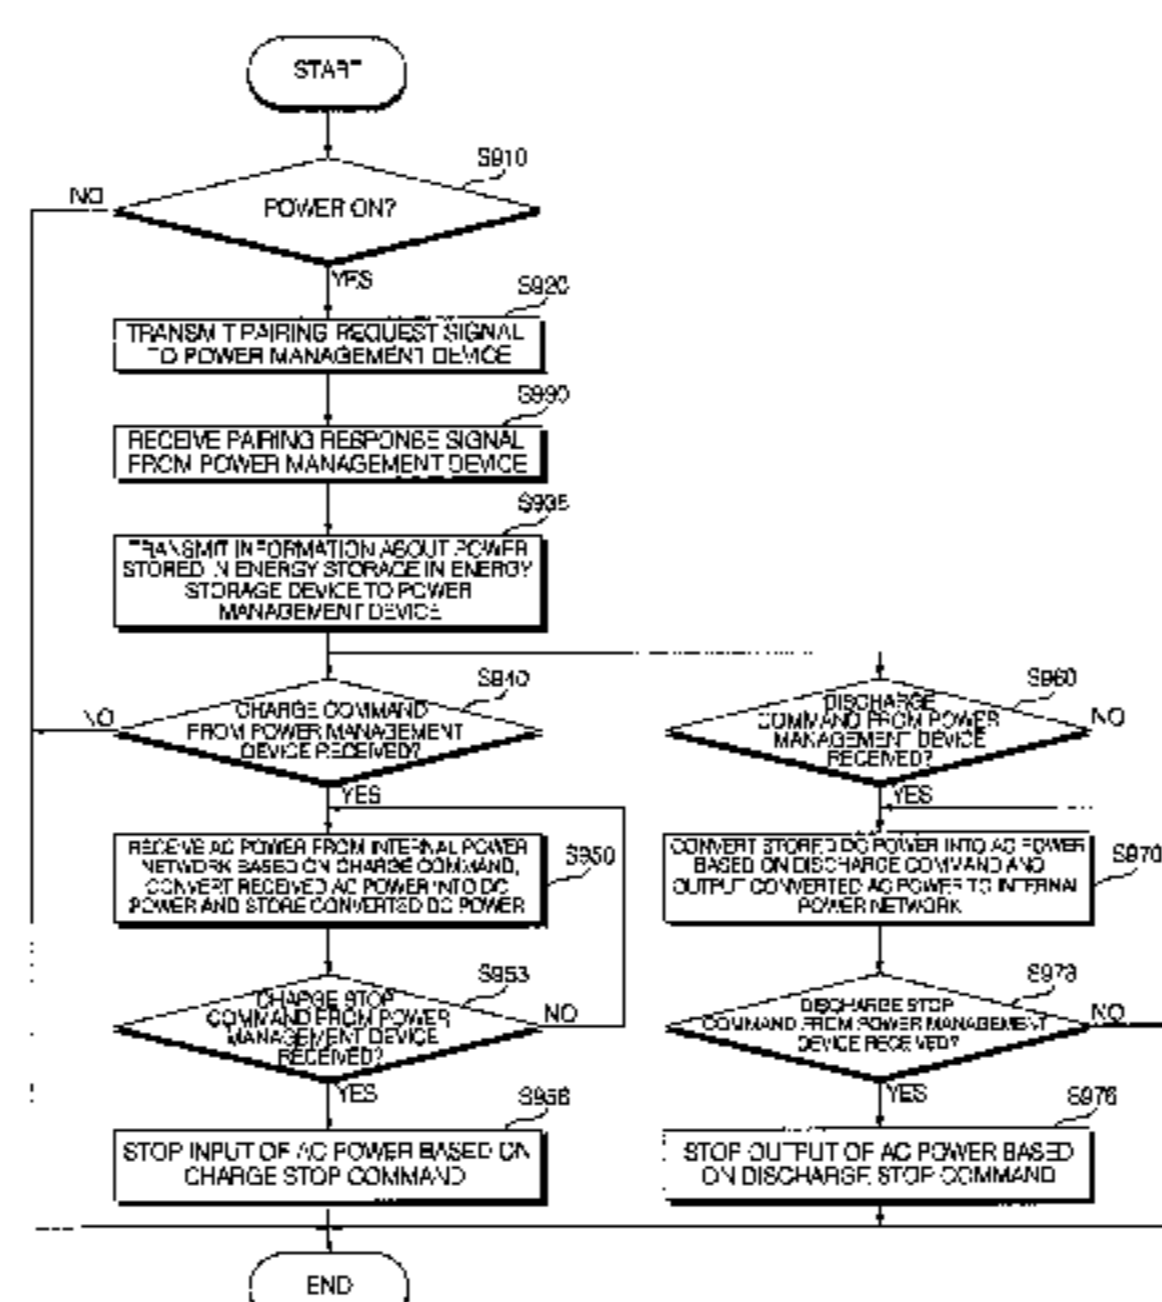 START
S910
NO
POWER ON?
YES
S920
TRANSMIT PAIRING REQUEST SIGNAL
TO POWER MANAGEMENT DEVICE
S930
RECEIVE PAIRING RESPONSE SIGNAL
FROM POWER MANAGEMENT DEVICE
S935
TRANSMIT INFORMATION ABOUT POWER
STORED IN ENERGY STORAGE IN ENERGY
STORAGE DEVICE TO POWER
MANAGEMENT DEVICE
S940
NO
CHARGE COMMAND
FROM POWER MANAGEMENT
DEVICE RECEIVED?
YES
RECEIVE AC POWER FROM INTERNAL POWER
NETWORK BASED ON CHARGE COMMAND,
CONVERT RECEIVED AC POWER INTO DC
POWER AND STORE CONVERTED DC POWER
S950
S953
CHARGE STOP
COMMAND FROM POWER
MANAGEMENT DEVICE
RECEIVED?
NO
YES
S956
STOP INPUT OF AC POWER BASED ON
CHARGE STOP COMMAND
S960
DISCHARGE
COMMAND FROM POWER
MANAGEMENT DEVICE
RECEIVED?
NO
YES
CONVERT STORED DC POWER INTO AC POWER
BASED ON DISCHARGE COMMAND AND
OUTPUT CONVERTED AC POWER TO INTERNAL
POWER NETWORK
S970
S973
DISCHARGE STOP
COMMAND FROM POWER MANAGEMENT
DEVICE RECEIVED?
NO
YES
S976
STOP OUTPUT OF AC POWER BASED
ON DISCHARGE STOP COMMAND
END